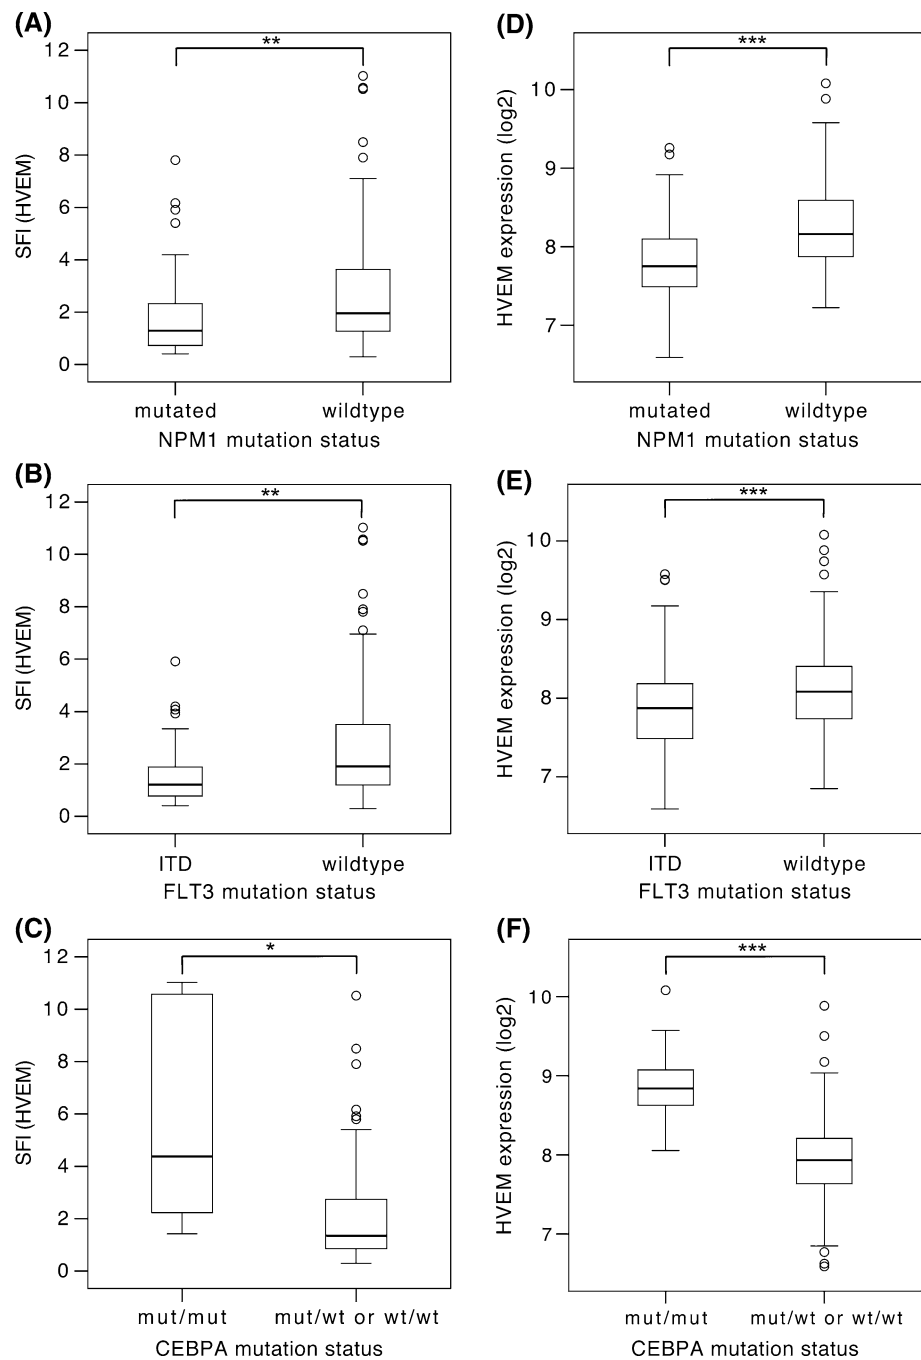 (A)
**
12
10
8
6
4
2
0
SFI (HVEM)
mutated wildtype
NPM1 mutation status
(D)
***
10
9
8
7
HVEM expression (log2)
mutated wildtype
NPM1 mutation status
(B)
**
12
10
8
6
4
2
0
SFI (HVEM)
ITD wildtype
FLT3 mutation status
(E)
***
10
9
8
7
HVEM expression (log2)
ITD wildtype
FLT3 mutation status
(C)
*
12
10
8
6
4
2
0
SFI (HVEM)
mut/mut mut/wt or wt/wt
CEBPA mutation status
(F)
***
10
9
8
7
HVEM expression (log2)
mut/mut mut/wt or wt/wt
CEBPA mutation status